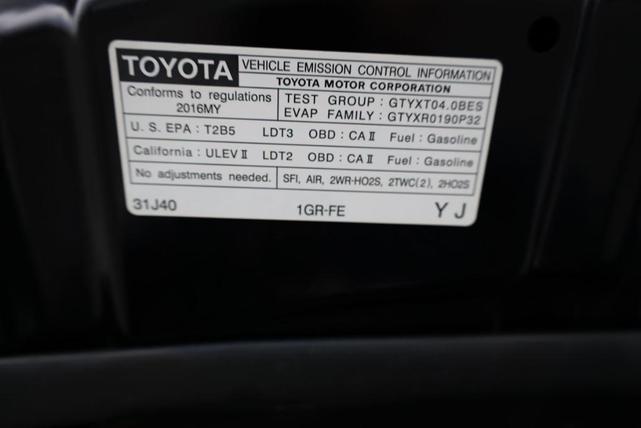 TOYOTA VEHICLE EMISSION CONTROL INFORMATION
TOYOTA MOTOR CORPORATION
Conforms to regulations
2016MY
TEST GROUP : GTYXT04.0BES
EVAP FAMILY : GTYXR0190P32
U. S. EPA : T2B5 LDT3 OBD : CA II Fuel : Gasoline
California : ULEV II LDT2 OBD : CA II Fuel : Gasoline
No adjustments needed. SFI, AIR, 2WR-HO2S, 2TWC(2), 2HO2S
31J40 1GR-FE Y J